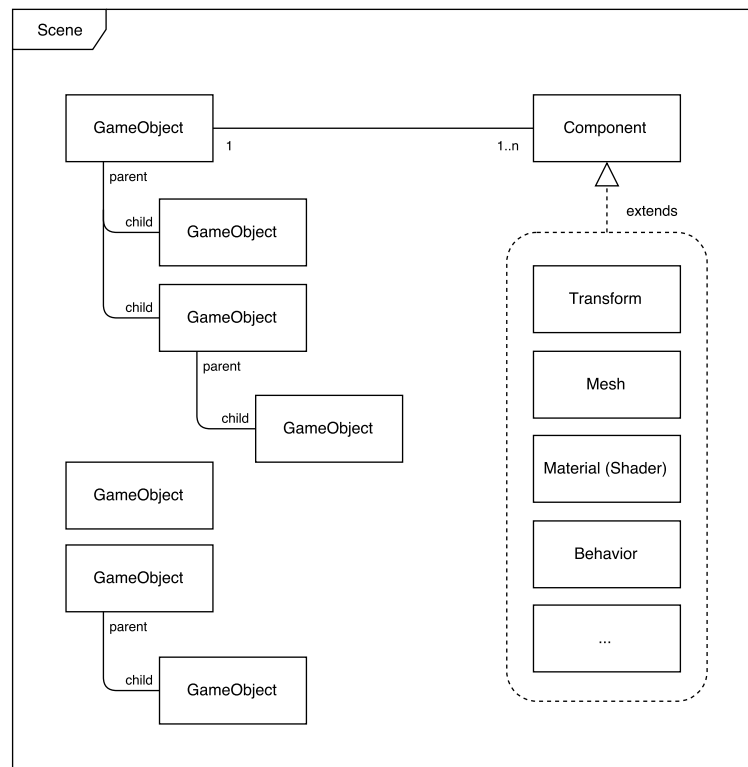 Scene
GameObject
1
1..n
Component
parent
extends
child
GameObject
child
GameObject
parent
child
GameObject
Transform
Mesh
Material (Shader)
Behavior
...
GameObject
GameObject
parent
child
GameObject